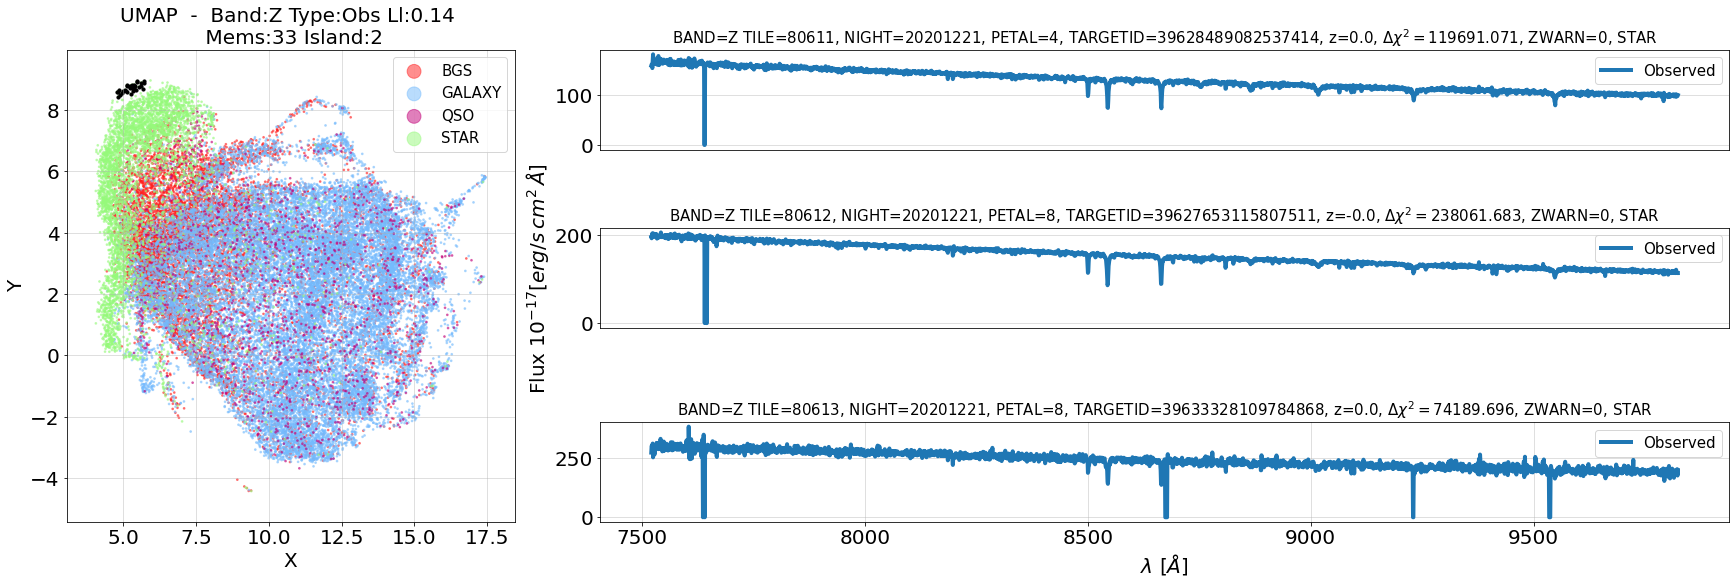 UMAP  -  Band:Z Type:Obs Ll:0.14
Mems:33 Island:2
BGS
GALAXY
QSO
STAR
Y
8
6
4
2
0
−2
−4
5.0 7.5 10.0 12.5 15.0 17.5
X
Flux 10⁻¹⁷[erg/s cm² Å]
BAND=Z TILE=80611, NIGHT=20201221, PETAL=4, TARGETID=39628489082537414, z=0.0, Δχ² = 119691.071, ZWARN=0, STAR
Observed
100
0
BAND=Z TILE=80612, NIGHT=20201221, PETAL=8, TARGETID=39627653115807511, z=-0.0, Δχ² = 238061.683, ZWARN=0, STAR
Observed
200
0
BAND=Z TILE=80613, NIGHT=20201221, PETAL=8, TARGETID=39633328109784868, z=0.0, Δχ² = 74189.696, ZWARN=0, STAR
Observed
250
0
7500 8000 8500 9000 9500
λ [Å]